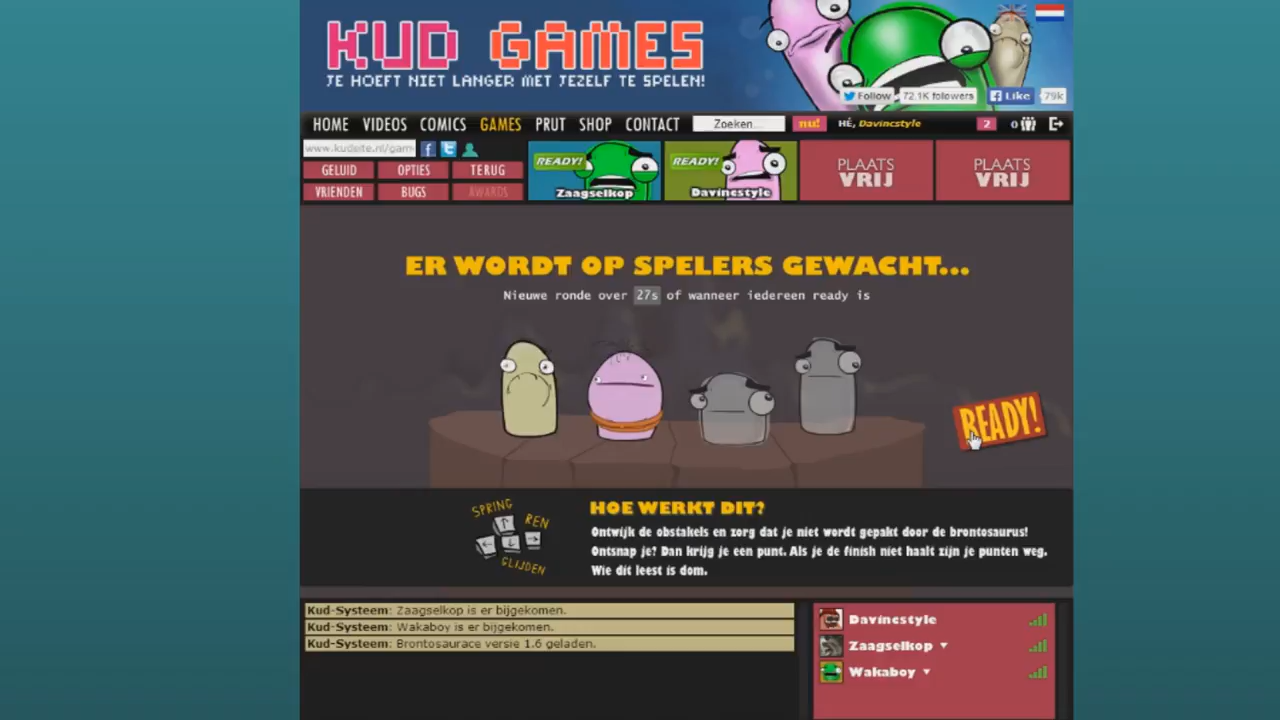 KUD GAMES
JE HOEFT NIET LANGER MET JEZELF TE SPELEN!
Follow 72.1K followers Like 79k
HOME VIDEOS COMICS GAMES PRUT SHOP CONTACT Zoeken... nu! HÉ, Davincstyle 2 0
www.kudsite.nl/gam
GELUID OPTIES TERUG
VRIENDEN BUGS AWARDS
READY! Zaagselkop
READY! Davincstyle
PLAATS VRIJ
PLAATS VRIJ
ER WORDT OP SPELERS GEWACHT...
Nieuwe ronde over 27s of wanneer iedereen ready is
READY!
SPRING
REN
GLIJDEN
HOE WERKT DIT?
Ontwijk de obstakels en zorg dat je niet wordt gepakt door de brontosaurus!
Ontsnap je? Dan krijg je een punt. Als je de finish niet haalt zijn je punten weg.
Wie dit leest is dom.
Kud-Systeem: Zaagselkop is er bijgekomen.
Kud-Systeem: Wakaboy is er bijgekomen.
Kud-Systeem: Brontosaurace versie 1.6 geladen.
Davincstyle
Zaagselkop
Wakaboy